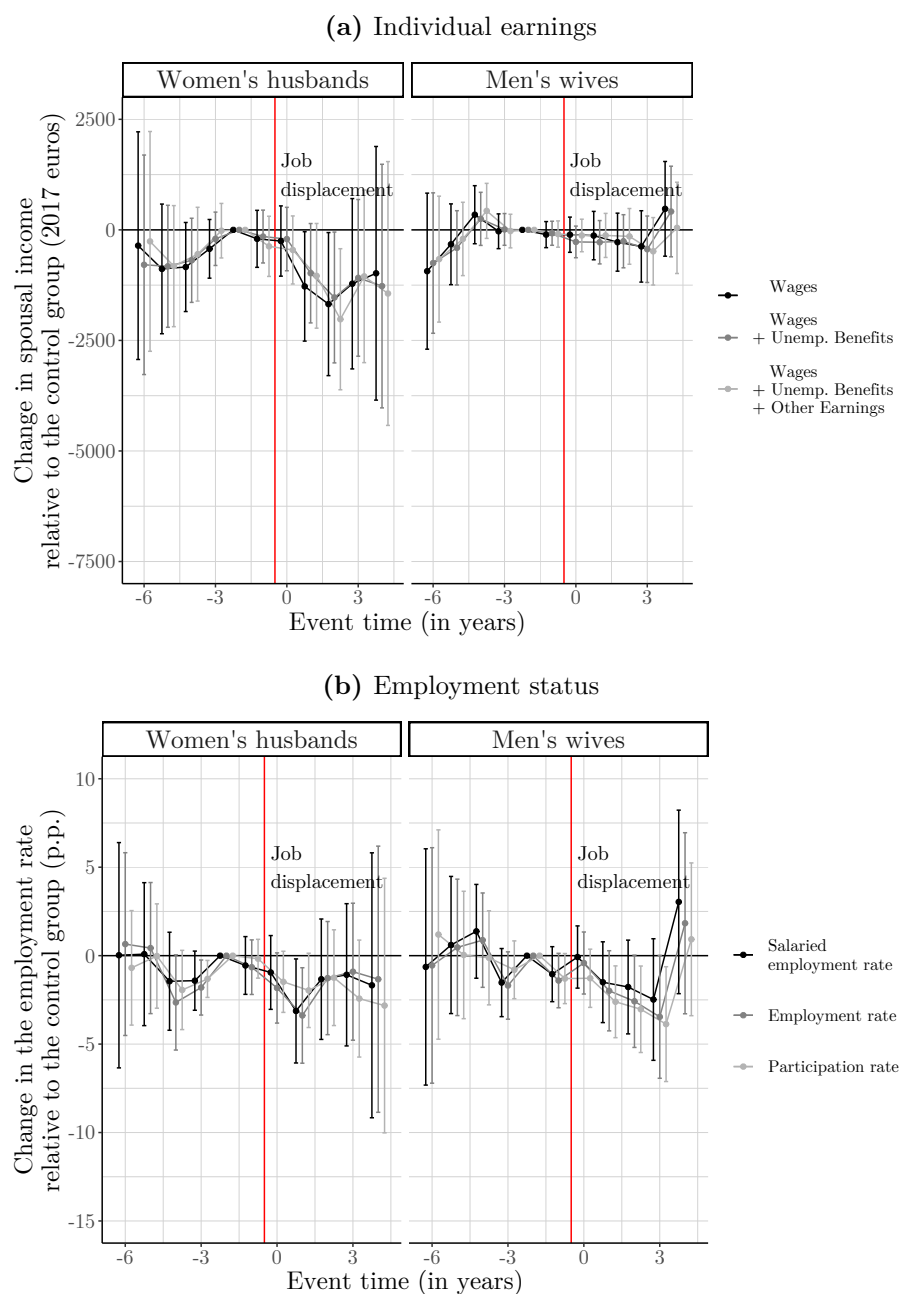 (a) Individual earnings
Women's husbands
Men's wives
Change in spousal income
relative to the control group (2017 euros)
2500
0
-2500
-5000
-7500
Job
displacement
Job
displacement
-6
-3
0
3
-6
-3
0
3
Event time (in years)
Wages
Wages
+ Unemp. Benefits
Wages
+ Unemp. Benefits
+ Other Earnings
(b) Employment status
Women's husbands
Men's wives
Change in the employment rate
relative to the control group (p.p.)
10
5
0
-5
-10
-15
Job
displacement
Job
displacement
-6
-3
0
3
-6
-3
0
3
Event time (in years)
Salaried
employment rate
Employment rate
Participation rate